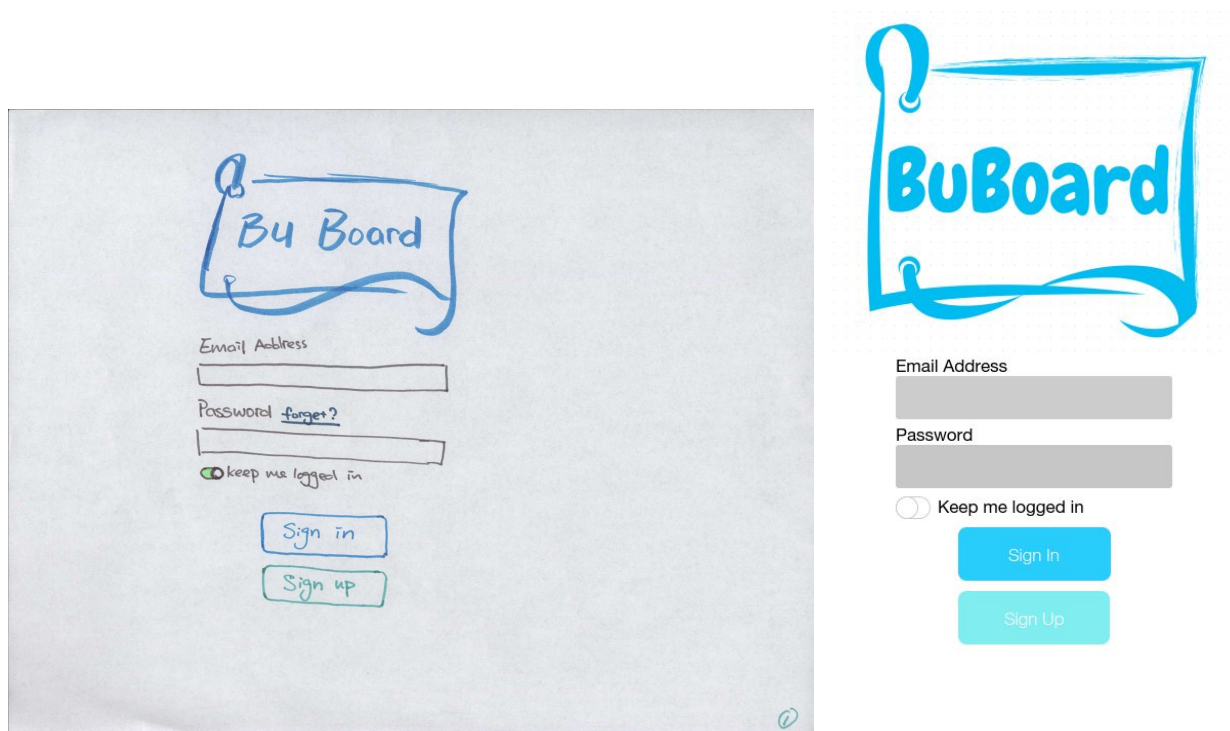 Bu Board
Email Address
Password forget?
keep me logged in
Sign in
Sign up
1
BuBoard
Email Address
Password
Keep me logged in
Sign In
Sign Up